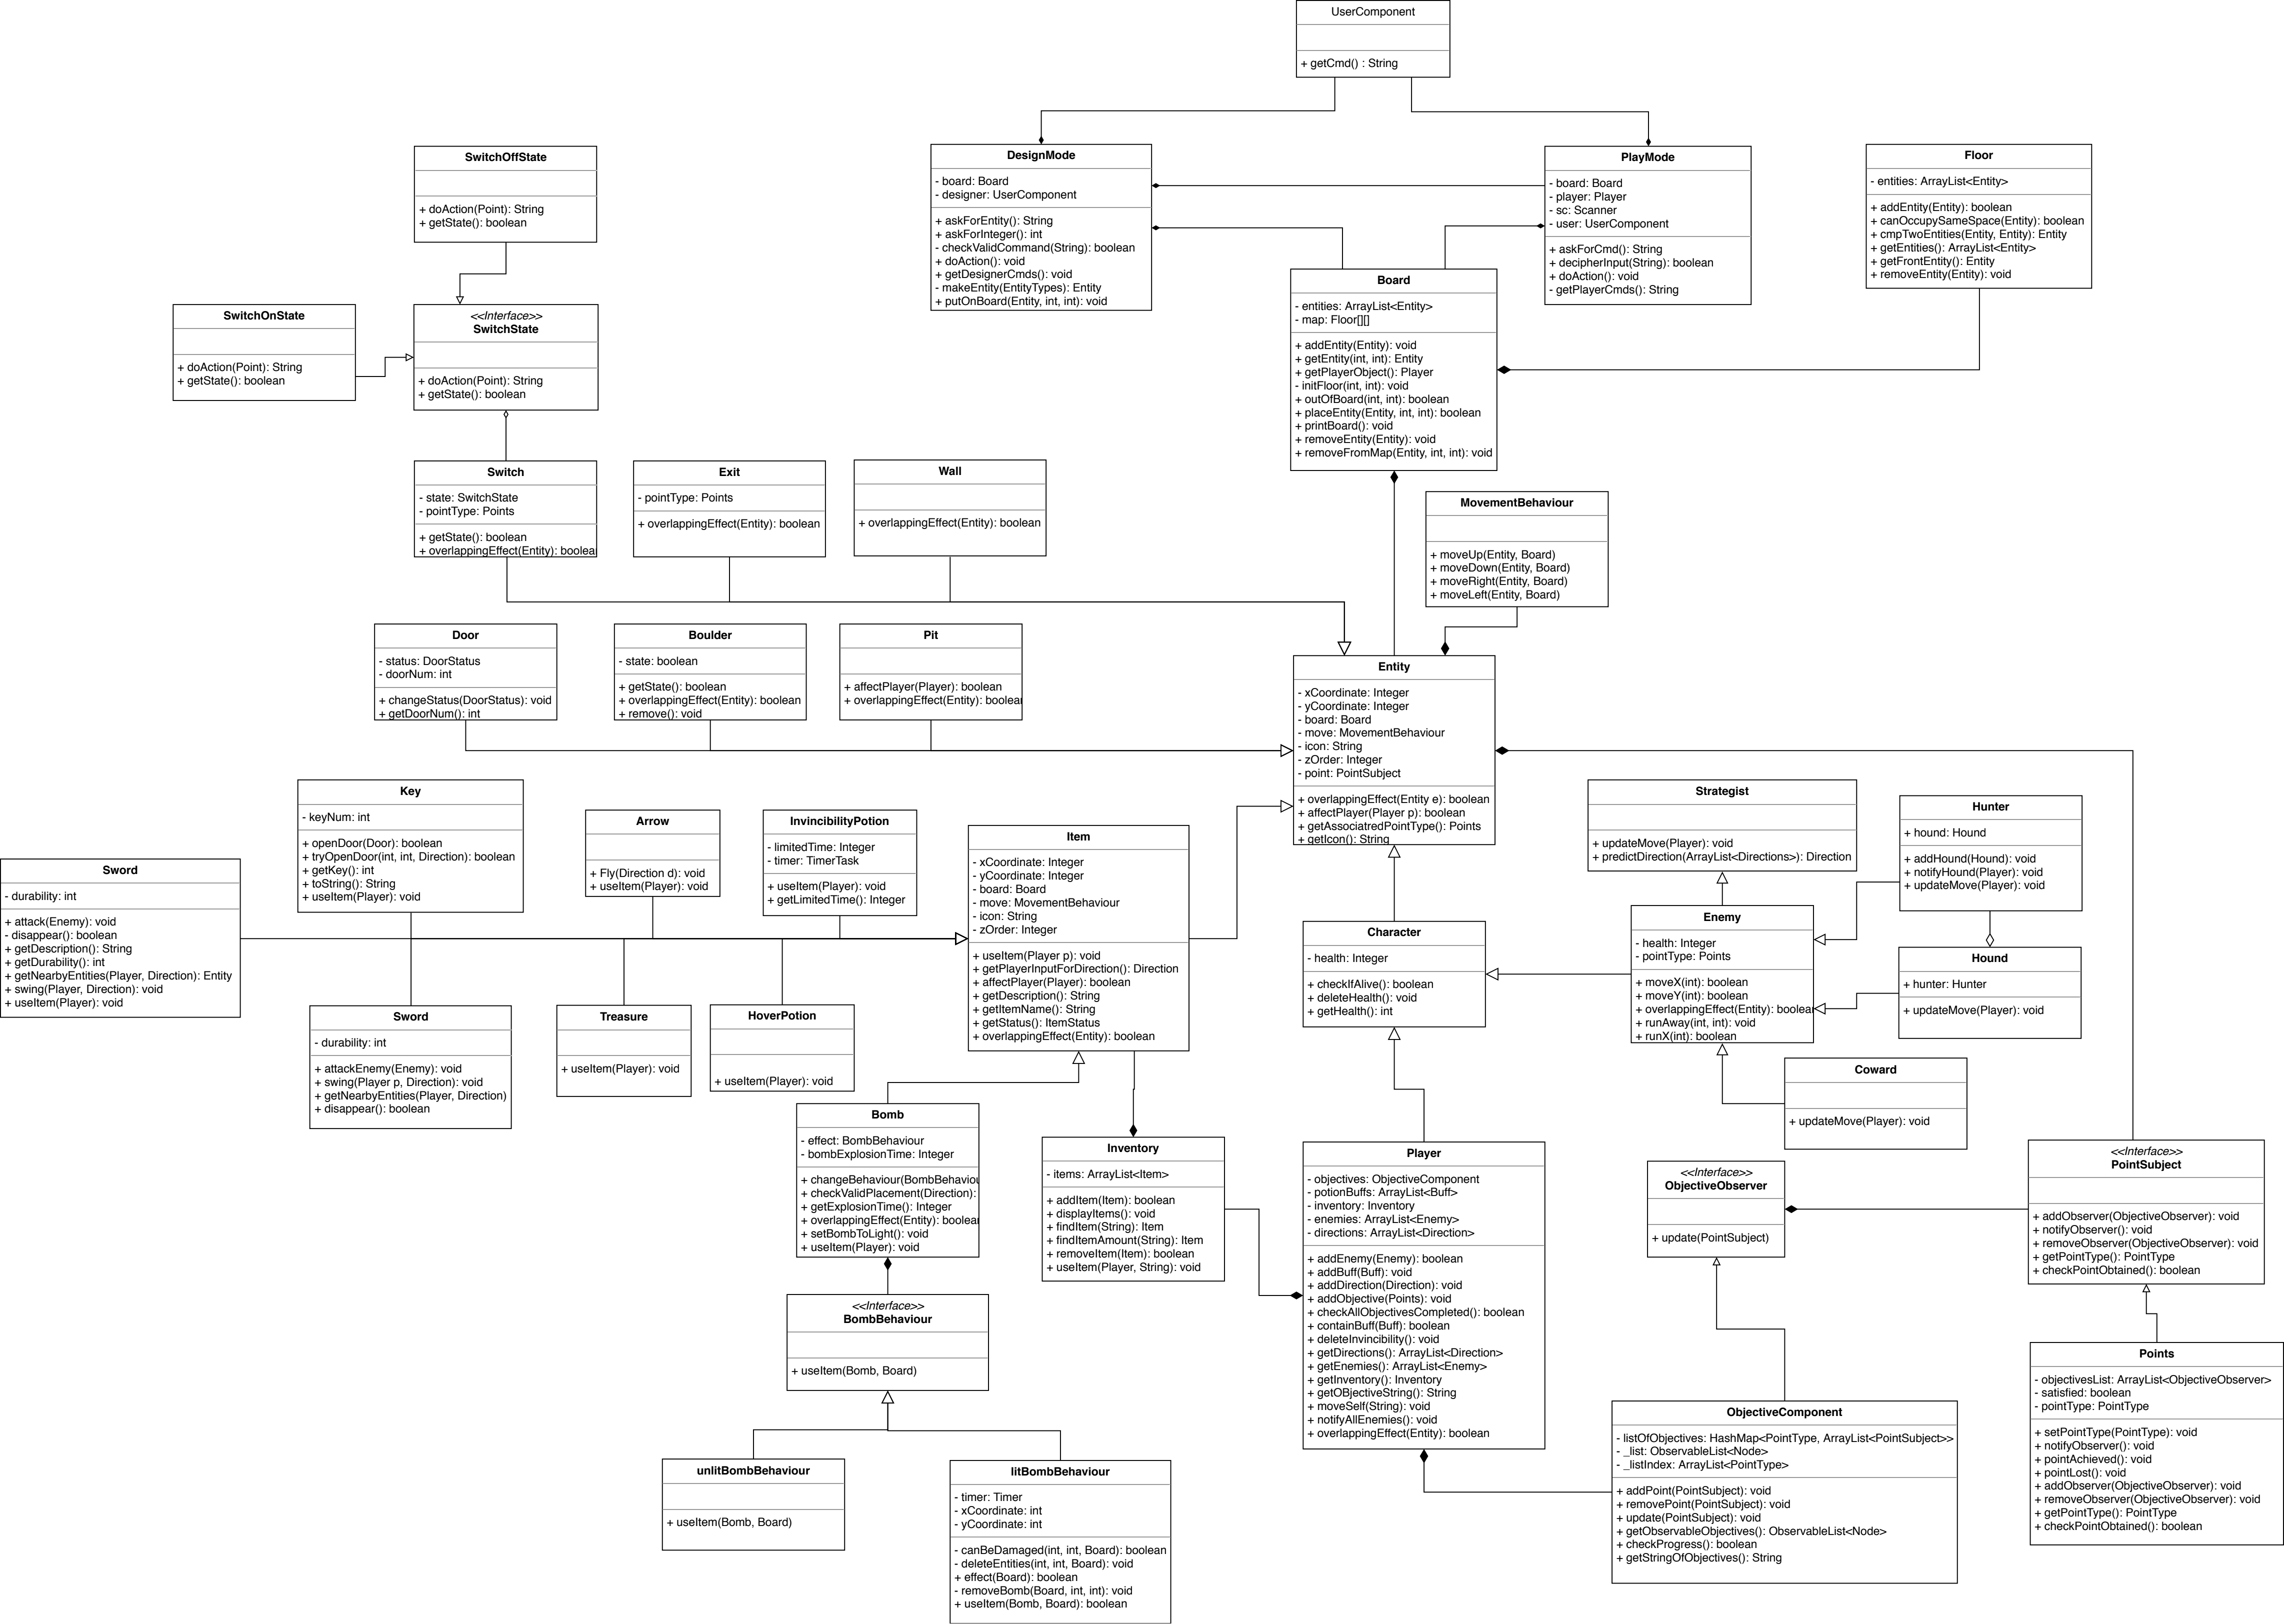 UserComponent
+ getCmd() : String
SwitchOffState
+ doAction(Point): String
+ getState(): boolean
DesignMode
- board: Board
- designer: UserComponent
+ askForEntity(): String
+ askForInteger(): int
- checkValidCommand(String): boolean
+ doAction(): void
+ getDesignerCmds(): void
- makeEntity(EntityTypes): Entity
+ putOnBoard(Entity, int, int): void
PlayMode
- board: Board
- player: Player
- sc: Scanner
- user: UserComponent
+ askForCmd(): String
+ decipherInput(String): boolean
+ doAction(): void
- getPlayerCmds(): String
Floor
- entities: ArrayList<Entity>
+ addEntity(Entity): boolean
+ canOccupySameSpace(Entity): boolean
+ cmpTwoEntities(Entity, Entity): Entity
+ getEntities(): ArrayList<Entity>
+ getFrontEntity(): Entity
+ removeEntity(Entity): void
SwitchOnState
+ doAction(Point): String
+ getState(): boolean
<<Interface>>
SwitchState
+ doAction(Point): String
+ getState(): boolean
Board
- entities: ArrayList<Entity>
- map: Floor[][]
+ addEntity(Entity): void
+ getEntity(int, int): Entity
+ getPlayerObject(): Player
- initFloor(int, int): void
+ outOfBoard(int, int): boolean
+ placeEntity(Entity, int, int): boolean
+ printBoard(): void
+ removeEntity(Entity): void
+ removeFromMap(Entity, int, int): void
Switch
- state: SwitchState
- pointType: Points
+ getState(): boolean
+ overlappingEffect(Entity): boolea
Exit
- pointType: Points
+ overlappingEffect(Entity): boolean
Wall
+ overlappingEffect(Entity): boolean
MovementBehaviour
+ moveUp(Entity, Board)
+ moveDown(Entity, Board)
+ moveRight(Entity, Board)
+ moveLeft(Entity, Board)
Door
- status: DoorStatus
- doorNum: int
+ changeStatus(DoorStatus): void
+ getDoorNum(): int
Boulder
- state: boolean
+ getState(): boolean
+ overlappingEffect(Entity): boolean
+ remove(): void
Pit
+ affectPlayer(Player): boolean
+ overlappingEffect(Entity): boolea
Entity
- xCoordinate: Integer
- yCoordinate: Integer
- board: Board
- move: MovementBehaviour
- icon: String
- zOrder: Integer
- point: PointSubject
+ overlappingEffect(Entity e): boolean
+ affectPlayer(Player p): boolean
+ getAssociatredPointType(): Points
+ getIcon(): String
Key
- keyNum: int
+ openDoor(Door): boolean
+ tryOpenDoor(int, int, Direction): boolean
+ getKey(): int
+ toString(): String
+ useItem(Player): void
Arrow
+ Fly(Direction d): void
+ useItem(Player): void
InvincibilityPotion
- limitedTime: Integer
- timer: TimerTask
+ useItem(Player): void
+ getLimitedTime(): Integer
Strategist
+ updateMove(Player): void
+ predictDirection(ArrayList<Directions>): Direction
Hunter
+ hound: Hound
+ addHound(Hound): void
+ notifyHound(Player): void
+ updateMove(Player): void
Sword
- durability: int
+ attack(Enemy): void
- disappear(): boolean
+ getDescription(): String
+ getDurability(): int
+ getNearbyEntities(Player, Direction): Entity
+ swing(Player, Direction): void
+ useItem(Player): void
Item
- xCoordinate: Integer
- yCoordinate: Integer
- board: Board
- move: MovementBehaviour
- icon: String
- zOrder: Integer
+ useItem(Player p): void
+ getPlayerInputForDirection(): Direction
+ affectPlayer(Player): boolean
+ getDescription(): String
+ getItemName(): String
+ getStatus(): ItemStatus
+ overlappingEffect(Entity): boolean
Character
- health: Integer
+ checkIfAlive(): boolean
+ deleteHealth(): void
+ getHealth(): int
Enemy
- health: Integer
- pointType: Points
+ moveX(int): boolean
+ moveY(int): boolean
+ overlappingEffect(Entity): boolea
+ runAway(int, int): void
+ runX(int): boolean
Hound
+ hunter: Hunter
+ updateMove(Player): void
Sword
- durability: int
+ attackEnemy(Enemy): void
+ swing(Player p, Direction): void
+ getNearbyEntities(Player, Direction)
+ disappear(): boolean
Treasure
+ useItem(Player): void
HoverPotion
+ useItem(Player): void
Coward
+ updateMove(Player): void
Bomb
- effect: BombBehaviour
- bombExplosionTime: Integer
+ changeBehaviour(BombBehaviou
+ checkValidPlacement(Direction):
+ getExplosionTime(): Integer
+ overlappingEffect(Entity): boolea
+ setBombToLight(): void
+ useItem(Player): void
Inventory
- items: ArrayList<Item>
+ addItem(Item): boolean
+ displayItems(): void
+ findItem(String): Item
+ findItemAmount(String): Item
+ removeItem(Item): boolean
+ useItem(Player, String): void
Player
- objectives: ObjectiveComponent
- potionBuffs: ArrayList<Buff>
- inventory: Inventory
- enemies: ArrayList<Enemy>
- directions: ArrayList<Direction>
+ addEnemy(Enemy): boolean
+ addBuff(Buff): void
+ addDirection(Direction): void
+ addObjective(Points): void
+ checkAllObjectivesCompleted(): boolean
+ containBuff(Buff): boolean
+ deleteInvincibility(): void
+ getDirections(): ArrayList<Direction>
+ getEnemies(): ArrayList<Enemy>
+ getInventory(): Inventory
+ getOBjectiveString(): String
+ moveSelf(String): void
+ notifyAllEnemies(): void
+ overlappingEffect(Entity): boolean
<<Interface>>
ObjectiveObserver
+ update(PointSubject)
<<Interface>>
PointSubject
+ addObserver(ObjectiveObserver): void
+ notifyObserver(): void
+ removeObserver(ObjectiveObserver): void
+ getPointType(): PointType
+ checkPointObtained(): boolean
<<Interface>>
BombBehaviour
+ useItem(Bomb, Board)
Points
- objectivesList: ArrayList<ObjectiveObserver>
- satisfied: boolean
- pointType: PointType
+ setPointType(PointType): void
+ notifyObserver(): void
+ pointAchieved(): void
+ pointLost(): void
+ addObserver(ObjectiveObserver): void
+ removeObserver(ObjectiveObserver): void
+ getPointType(): PointType
+ checkPointObtained(): boolean
ObjectiveComponent
- listOfObjectives: HashMap<PointType, ArrayList<PointSubject>>
- _list: ObservableList<Node>
- _listIndex: ArrayList<PointType>
+ addPoint(PointSubject): void
+ removePoint(PointSubject): void
+ update(PointSubject): void
+ getObservableObjectives(): ObservableList<Node>
+ checkProgress(): boolean
+ getStringOfObjectives(): String
unlitBombBehaviour
+ useItem(Bomb, Board)
litBombBehaviour
- timer: Timer
- xCoordinate: int
- yCoordinate: int
- canBeDamaged(int, int, Board): boolean
- deleteEntities(int, int, Board): void
+ effect(Board): boolean
- removeBomb(Board, int, int): void
+ useItem(Bomb, Board): boolean